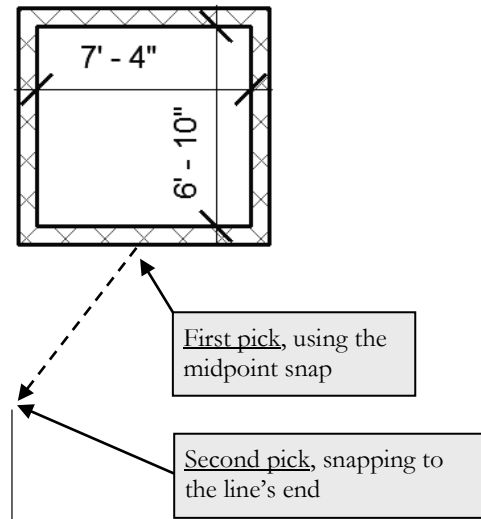 7' - 4"
6' - 10"
First pick, using the
midpoint snap
Second pick, snapping to
the line’s end